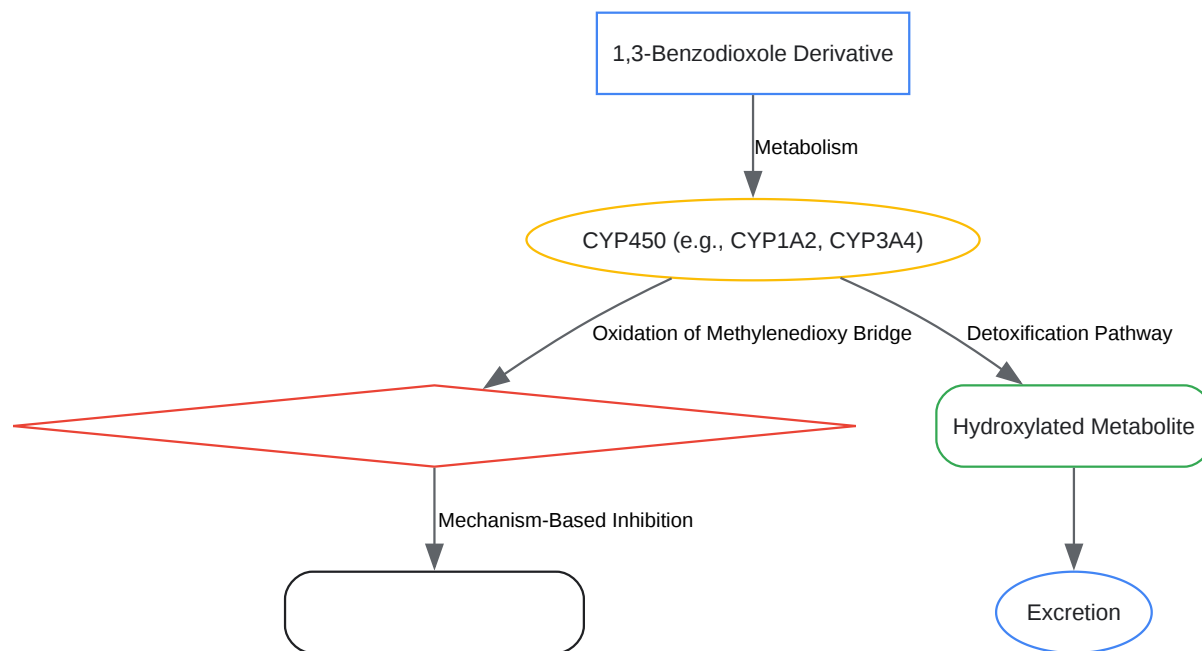 1,3-Benzodioxole Derivative
Metabolism
CYP450 (e.g., CYP1A2, CYP3A4)
Oxidation of Methylenedioxy Bridge
Detoxification Pathway
Hydroxylated Metabolite
Mechanism-Based Inhibition
Excretion